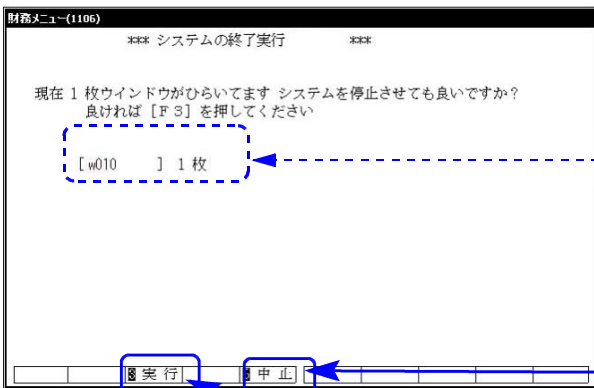 財務メニュー(1106)
*** システムの終了実行 ***
現在 1 枚ウインドウがひらいてます システムを停止させても良いですか?
良ければ [F3] を押してください
[w010 ] 1 枚
実 行 中 止